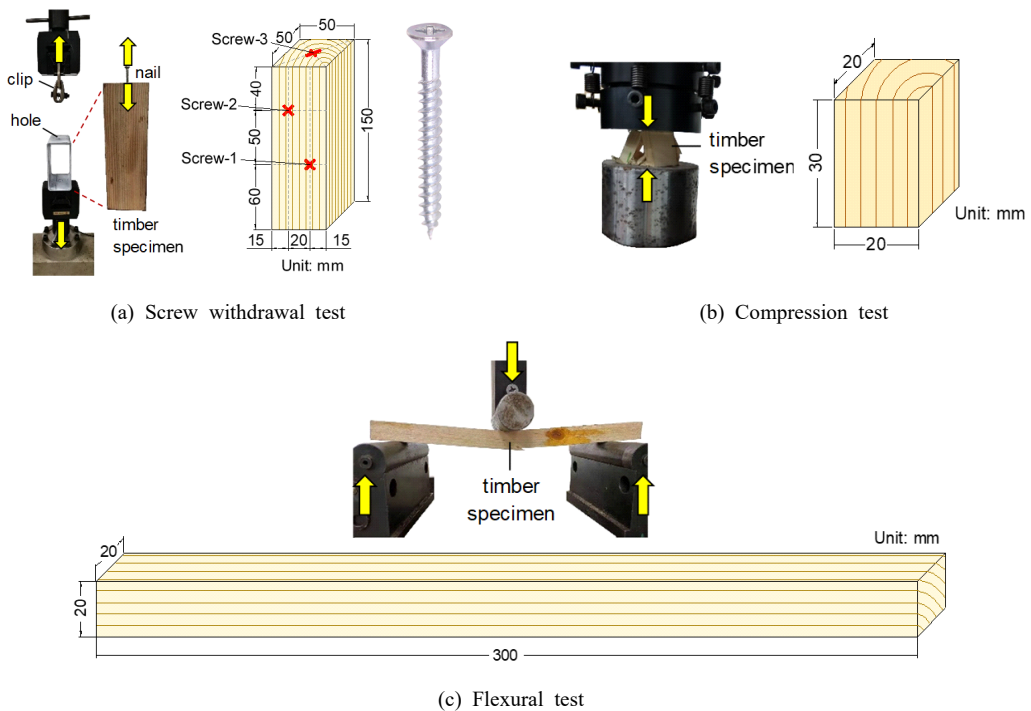 clip
nail
hole
timber
specimen
50
50
Screw-3
40
Screw-2
150
50
Screw-1
60
15
20
15
Unit: mm
(a) Screw withdrawal test
20
timber
specimen
30
Unit: mm
20
(b) Compression test
timber
specimen
Unit: mm
20
20
300
(c) Flexural test